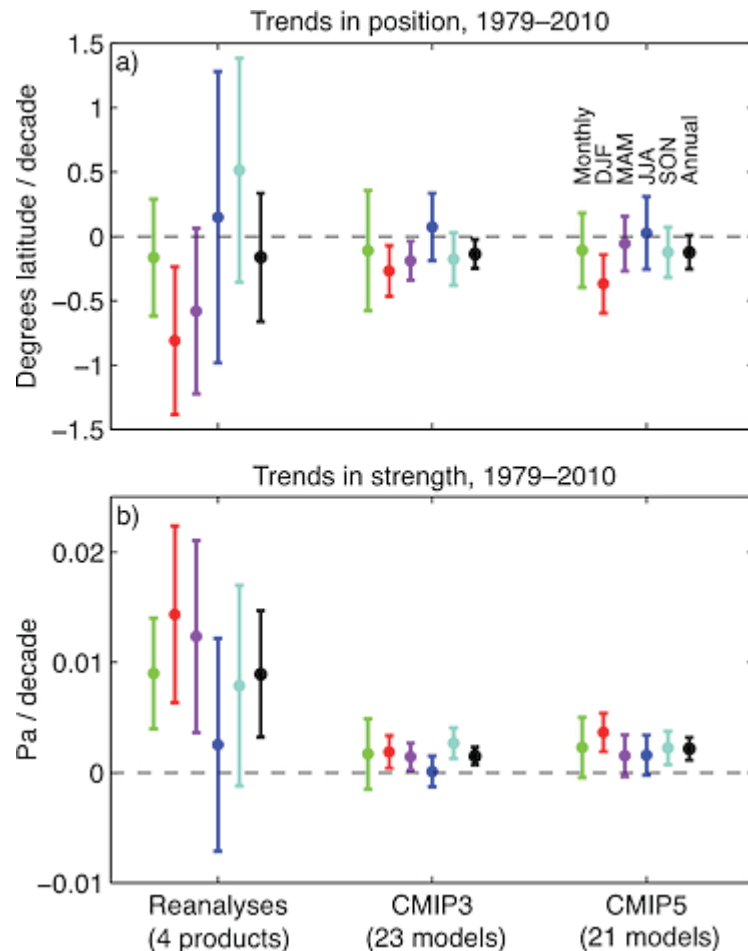 Trends in position, 1979–2010
a)
Degrees latitude / decade
1
0.5
0
−0.5
−1
−1.5
Monthly
DJF
MAM
JJA
SON
Annual
Trends in strength, 1979–2010
b)
Pa / decade
0.02
0.01
0
−0.01
Reanalyses CMIP3 CMIP5
(4 products) (23 models) (21 models)